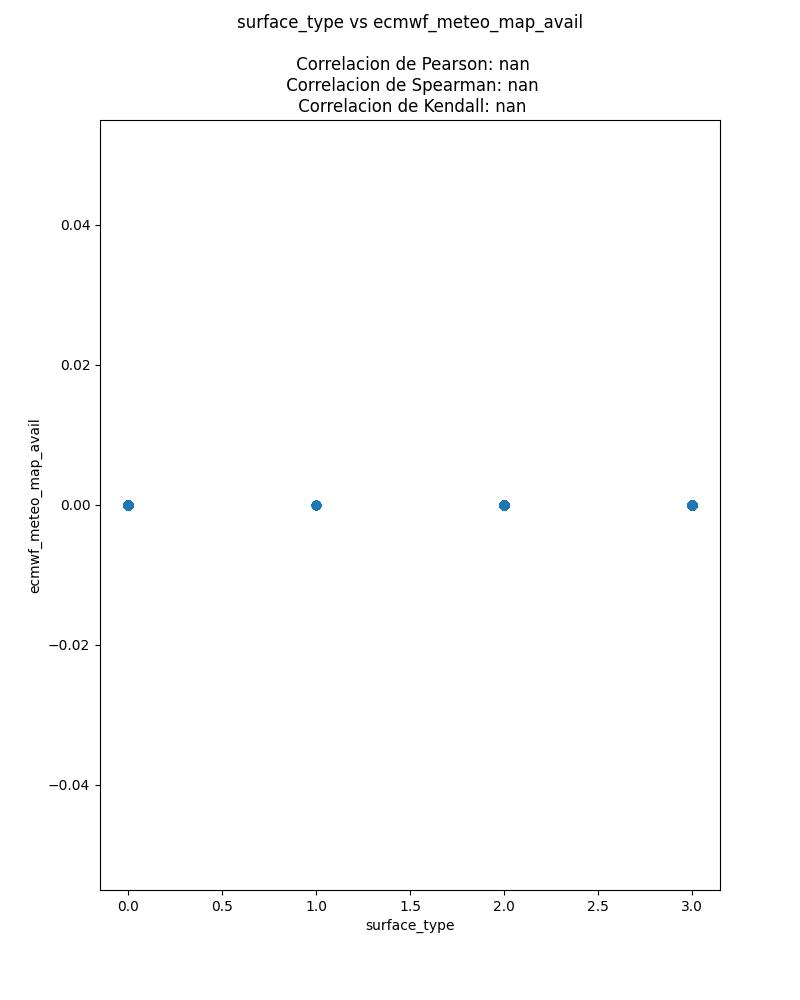 surface_type vs ecmwf_meteo_map_avail
Correlacion de Pearson: nan
Correlacion de Spearman: nan
Correlacion de Kendall: nan
0.04
0.02
0.00
−0.02
−0.04
ecmwf_meteo_map_avail
0.0 0.5 1.0 1.5 2.0 2.5 3.0
surface_type